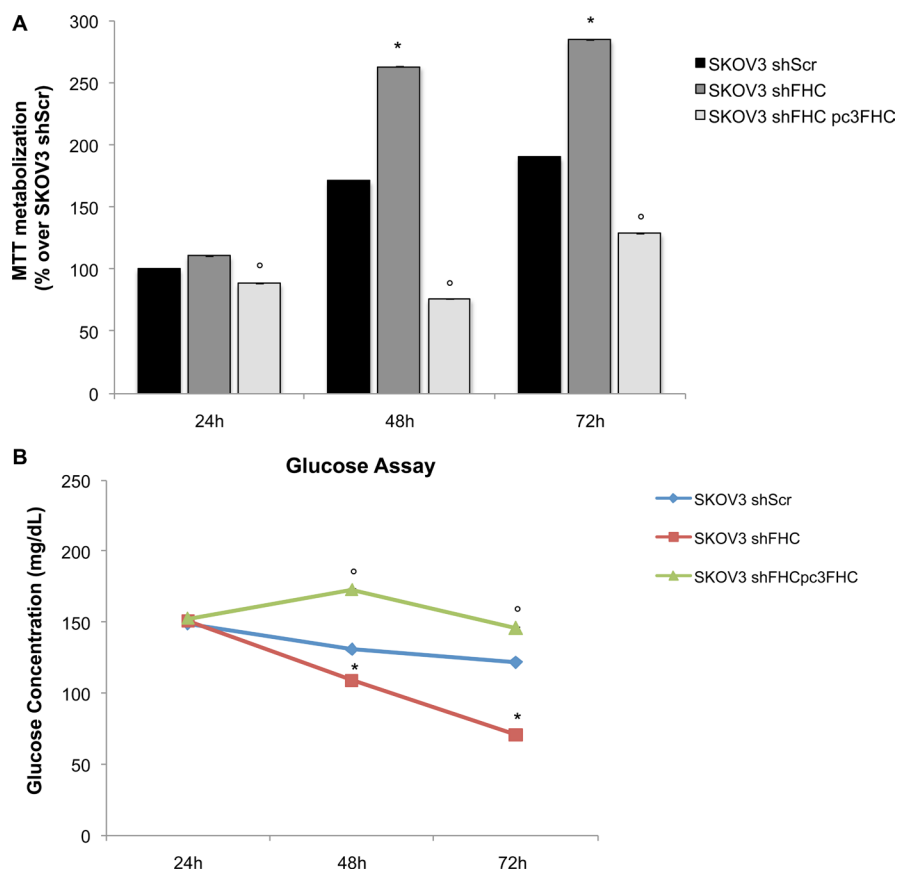 A
MTT metabolization
(% over SKOV3 shScr)
300
250
200
150
100
50
0
*
*
°
°
°
24h
48h
72h
SKOV3 shScr
SKOV3 shFHC
SKOV3 shFHC pc3FHC
B
Glucose Assay
Glucose Concentration (mg/dL)
250
200
150
100
50
0
°
°
*
*
24h
48h
72h
SKOV3 shScr
SKOV3 shFHC
SKOV3 shFHCpc3FHC